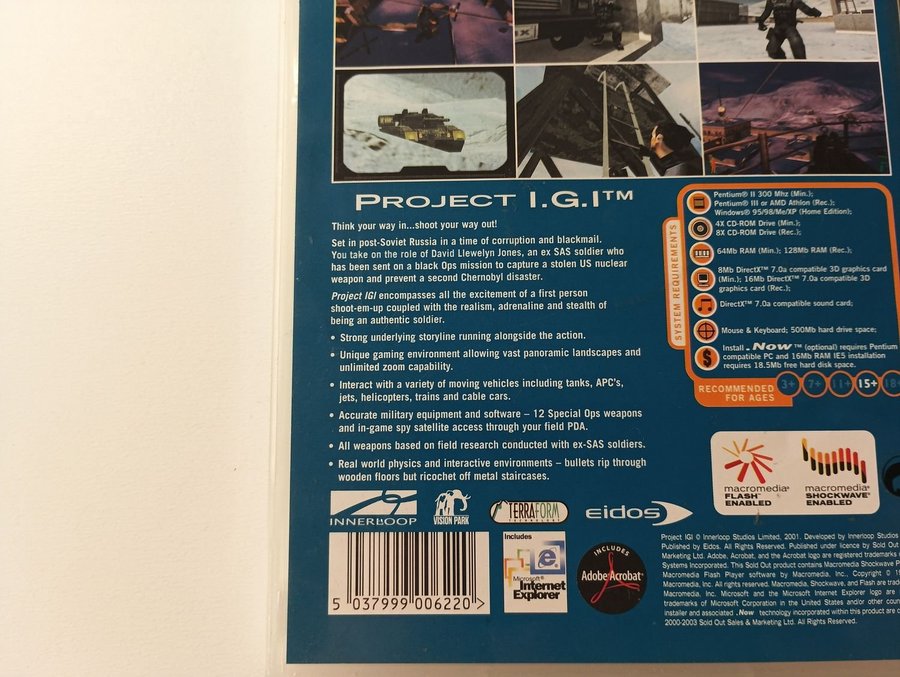 PROJECT I.G.I™
Think your way in...shoot your way out!
Set in post-Soviet Russia in a time of corruption and blackmail.
You take on the role of David Llewelyn Jones, an ex SAS soldier who
has been sent on a black Ops mission to capture a stolen US nuclear
weapon and prevent a second Chernobyl disaster.
Project IGI encompasses all the excitement of a first person
shoot-em-up coupled with the realism, adrenaline and stealth of
being an authentic soldier.
• Strong underlying storyline running alongside the action.
• Unique gaming environment allowing vast panoramic landscapes and
unlimited zoom capability.
• Interact with a variety of moving vehicles including tanks, APC's,
jets, helicopters, trains and cable cars.
• Accurate military equipment and software – 12 Special Ops weapons
and in-game spy satellite access through your field PDA.
• All weapons based on field research conducted with ex-SAS soldiers.
• Real world physics and interactive environments – bullets rip through
wooden floors but ricochet off metal staircases.
SYSTEM REQUIREMENTS
Pentium® II 300 Mhz (Min.);
Pentium® III or AMD Athlon (Rec.);
Windows® 95/98/Me/XP (Home Edition);
4X CD-ROM Drive (Min.);
8X CD-ROM Drive (Rec.);
64Mb RAM (Min.); 128Mb RAM (Rec.);
8Mb DirectX™ 7.0a compatible 3D graphics card
(Min.); 16Mb DirectX™ 7.0a compatible 3D
graphics card (Rec.);
DirectX™ 7.0a compatible sound card;
Mouse & Keyboard; 500Mb hard drive space;
Install .Now™ (optional) requires Pentium
compatible PC and 16Mb RAM IE5 installation
requires 18.5Mb free hard disk space.
RECOMMENDED
FOR AGES
3+ 7+ 11+ 15+ 18+
macromedia®
FLASH™
ENABLED
macromedia®
SHOCKWAVE®
ENABLED
INNERLOOP
VISION PARK
TERRAFORM
eidos
5 037999 006220 >
Includes
Microsoft®
Internet
Explorer
INCLUDES
Adobe Acrobat
Project IGI © Innerloop Studios Limited, 2001. Developed by Innerloop Studios
Published by Eidos. All Rights Reserved. Published under licence by Sold Out
Marketing Ltd. Adobe, Acrobat, and the Acrobat logo are registered trademarks
Systems Incorporated. This Sold Out product contains Macromedia Shockwave
Macromedia Flash Player software by Macromedia, Inc., Copyright ©
Macromedia, Inc. All rights reserved. Macromedia, Shockwave, and Flash are
trademarks of Macromedia, Inc. Microsoft and the Microsoft Internet Explorer logo are
trademarks of Microsoft Corporation in the United States and/or other
installer and associated .Now technology incorporated within this product are
2000-2003 Sold Out Sales & Marketing Ltd. All Rights Reserved.